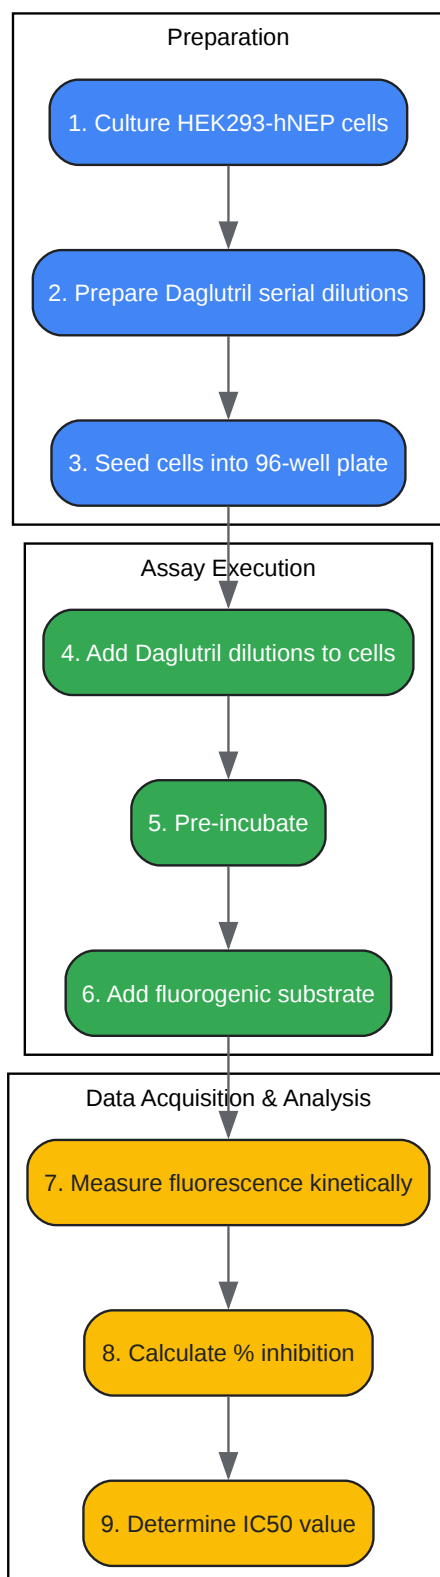 Preparation
1. Culture HEK293-hNEP cells
2. Prepare Daglutril serial dilutions
3. Seed cells into 96-well plate
Assay Execution
4. Add Daglutril dilutions to cells
5. Pre-incubate
6. Add fluorogenic substrate
Data Acquisition & Analysis
7. Measure fluorescence kinetically
8. Calculate % inhibition
9. Determine IC50 value